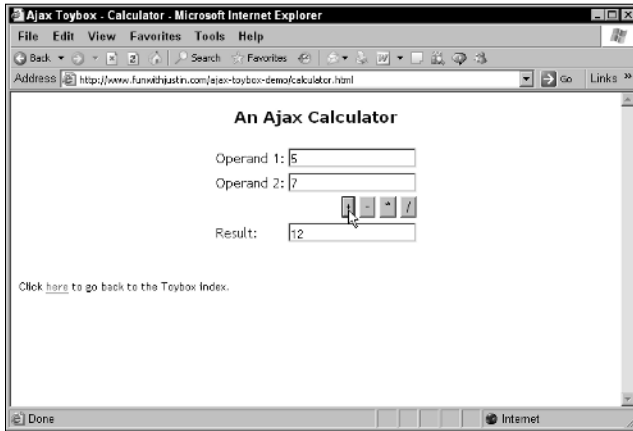 Ajax Toybox - Calculator - Microsoft Internet Explorer
File Edit View Favorites Tools Help
Back Search Favorites
Address http://www.funwithjustin.com/ajax-toybox-demo/calculator.html Go Links »
An Ajax Calculator
Operand 1: 5
Operand 2: 7
+ - * /
Result: 12
Click here to go back to the Toybox Index.
Done Internet